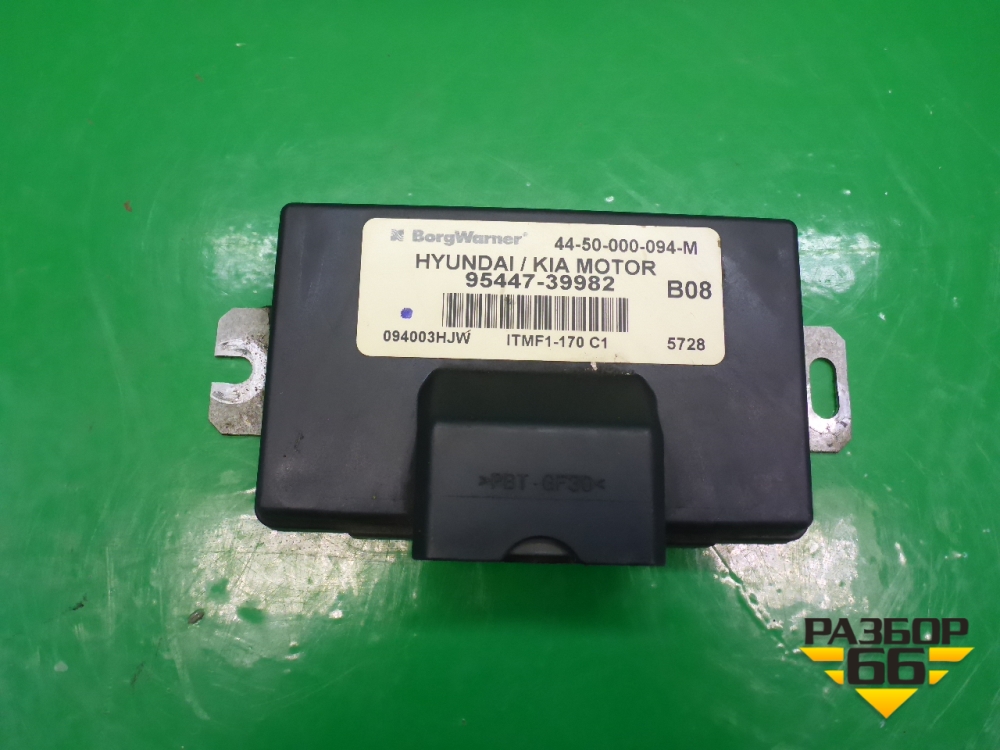 BorgWarner® 44-50-000-094-M
HYUNDAI / KIA MOTOR
95447-39982 B08
094003HJW ITMF1-170 C1 5728
>PBT-GF30<
РАЗБОР
66